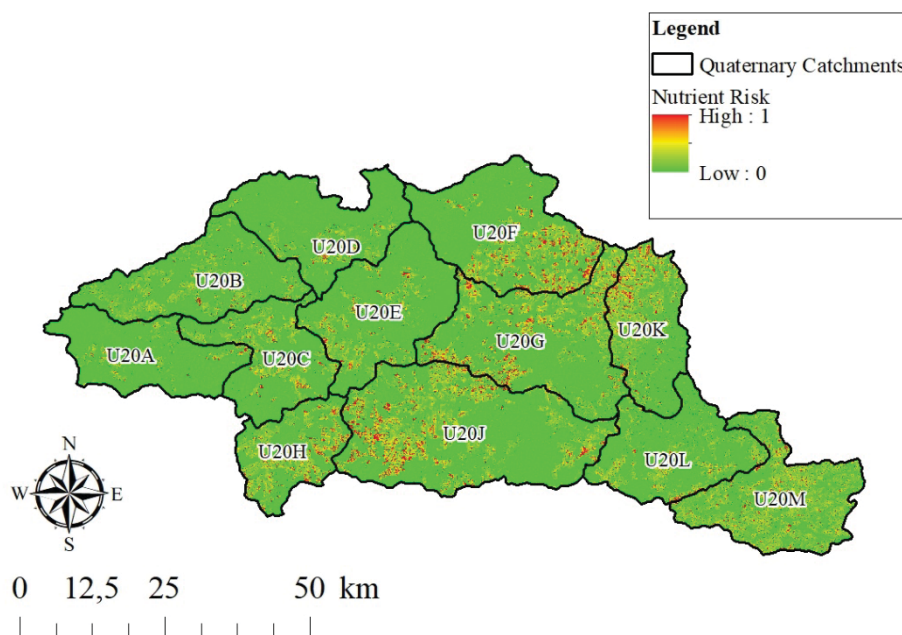 Legend
Quaternary Catchments
Nutrient Risk
High : 1
Low : 0
U20F
U20D
U20B
U20E
U20G
U20K
U20A
U20C
U20J
U20H
U20L
U20M
N
W E
S
0 12,5 25 50 km